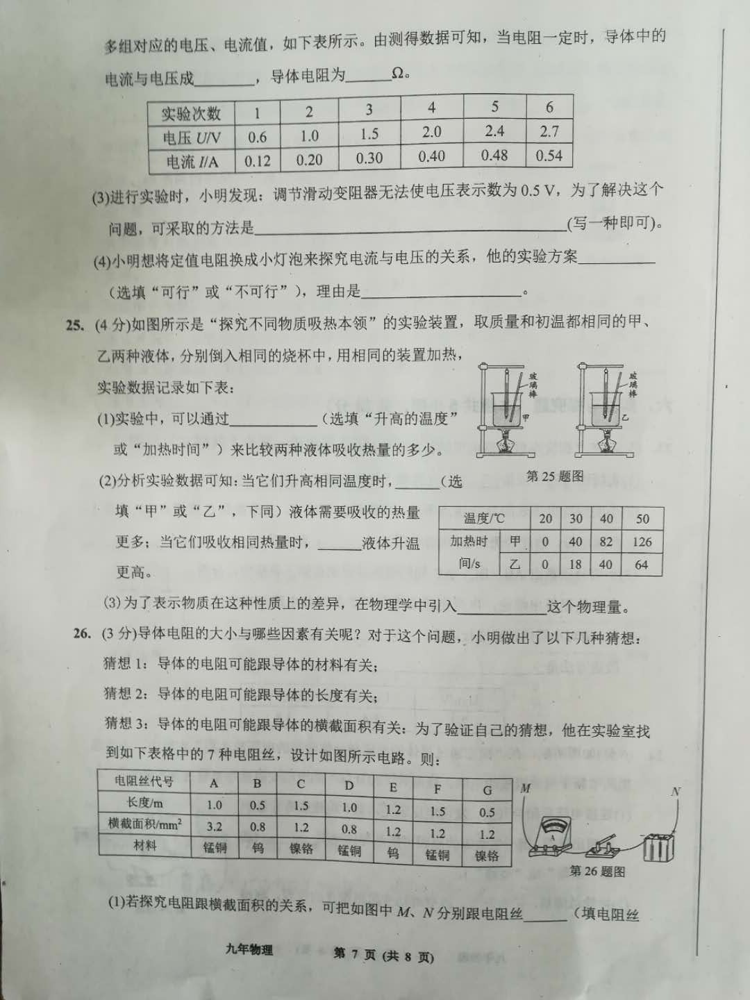 多组对应的电压、电流值，如下表所示。由测得数据可知，当电阻一定时，导体中的
电流与电压成________，导体电阻为______Ω。
实验次数 1 2 3 4 5 6
电压 U/V 0.6 1.0 1.5 2.0 2.4 2.7
电流 I/A 0.12 0.20 0.30 0.40 0.48 0.54
(3)进行实验时，小明发现：调节滑动变阻器无法使电压表示数为 0.5 V，为了解决这个
问题，可采取的方法是________________________________________(写一种即可)。
(4)小明想将定值电阻换成小灯泡来探究电流与电压的关系，他的实验方案__________
（选填“可行”或“不可行”），理由是____________________。
25. (4 分)如图所示是“探究不同物质吸热本领”的实验装置，取质量和初温都相同的甲、
乙两种液体，分别倒入相同的烧杯中，用相同的装置加热，
实验数据记录如下表：
(1)实验中，可以通过___________（选填“升高的温度”
或“加热时间”）来比较两种液体吸收热量的多少。
(2)分析实验数据可知：当它们升高相同温度时，______（选
填“甲”或“乙”，下同）液体需要吸收的热量
更多；当它们吸收相同热量时，______液体升温
更高。
玻璃棒
甲
玻璃棒
乙
第 25 题图
温度/℃ 20 30 40 50
加热时间/s 甲 0 40 82 126
乙 0 18 40 64
(3)为了表示物质在这种性质上的差异，在物理学中引入____________这个物理量。
26. (3 分)导体电阻的大小与哪些因素有关呢？对于这个问题，小明做出了以下几种猜想：
猜想 1：导体的电阻可能跟导体的材料有关；
猜想 2：导体的电阻可能跟导体的长度有关；
猜想 3：导体的电阻可能跟导体的横截面积有关：为了验证自己的猜想，他在实验室找
到如下表格中的 7 种电阻丝，设计如图所示电路。则：
电阻丝代号 A B C D E F G
长度/m 1.0 0.5 1.5 1.0 1.2 1.5 0.5
横截面积/mm² 3.2 0.8 1.2 0.8 1.2 1.2 1.2
材料 锰铜 钨 镍铬 锰铜 钨 锰铜 镍铬
M N
A
第 26 题图
(1)若探究电阻跟横截面积的关系，可把如图中 M、N 分别跟电阻丝______（填电阻丝
九年物理 第 7 页 (共 8 页)